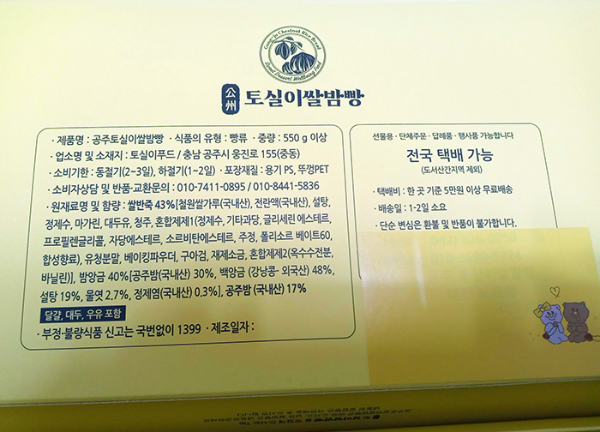 Gongju Chestnut Rice Bread
公州 토실이쌀밤빵
· 제품명 : 공주토실이쌀밤빵 · 식품의 유형 : 빵류 · 중량 : 550 g 이상
· 업소명 및 소재지 : 토실이푸드 / 충남 공주시 웅진로 155(중동)
· 소비기한 : 동절기(2~3일), 하절기(1~2일) · 포장재질 : 용기 PS, 뚜껑PET
· 소비자상담 및 반품·교환문의 : 010-7411-0895 / 010-8441-5836
· 원재료명 및 함량 : 쌀반죽 43%[철원쌀가루(국내산), 전란액(국내산), 설탕,
정제수, 마가린, 대두유, 청주, 혼합제제1(정제수, 기타과당, 글리세린 에스테르,
프로필렌글리콜, 자당에스테르, 소르비탄에스테르, 주정, 폴리소르 베이트60,
합성향료), 유청분말, 베이킹파우더, 구아검, 재제소금, 혼합제제2(옥수수전분,
바닐린)], 밤앙금 40%[공주밤(국내산) 30%, 백앙금 (강낭콩- 외국산) 48%,
설탕 19%, 물엿 2,7%, 정제염(국내산) 0,3%], 공주밤 (국내산) 17%
달걀, 대두, 우유 포함
· 부정·불량식품 신고는 국번없이 1399 · 제조일자 :
선물용 · 단체주문 · 답례품 · 행사품 가능합니다
전국 택배 가능
(도서산간지역 제외)
· 택배비 : 한 곳 기준 5만원 이상 무료배송
· 배송일 : 1-2일 소요
· 단순 변심은 환불 및 반품이 불가합니다.